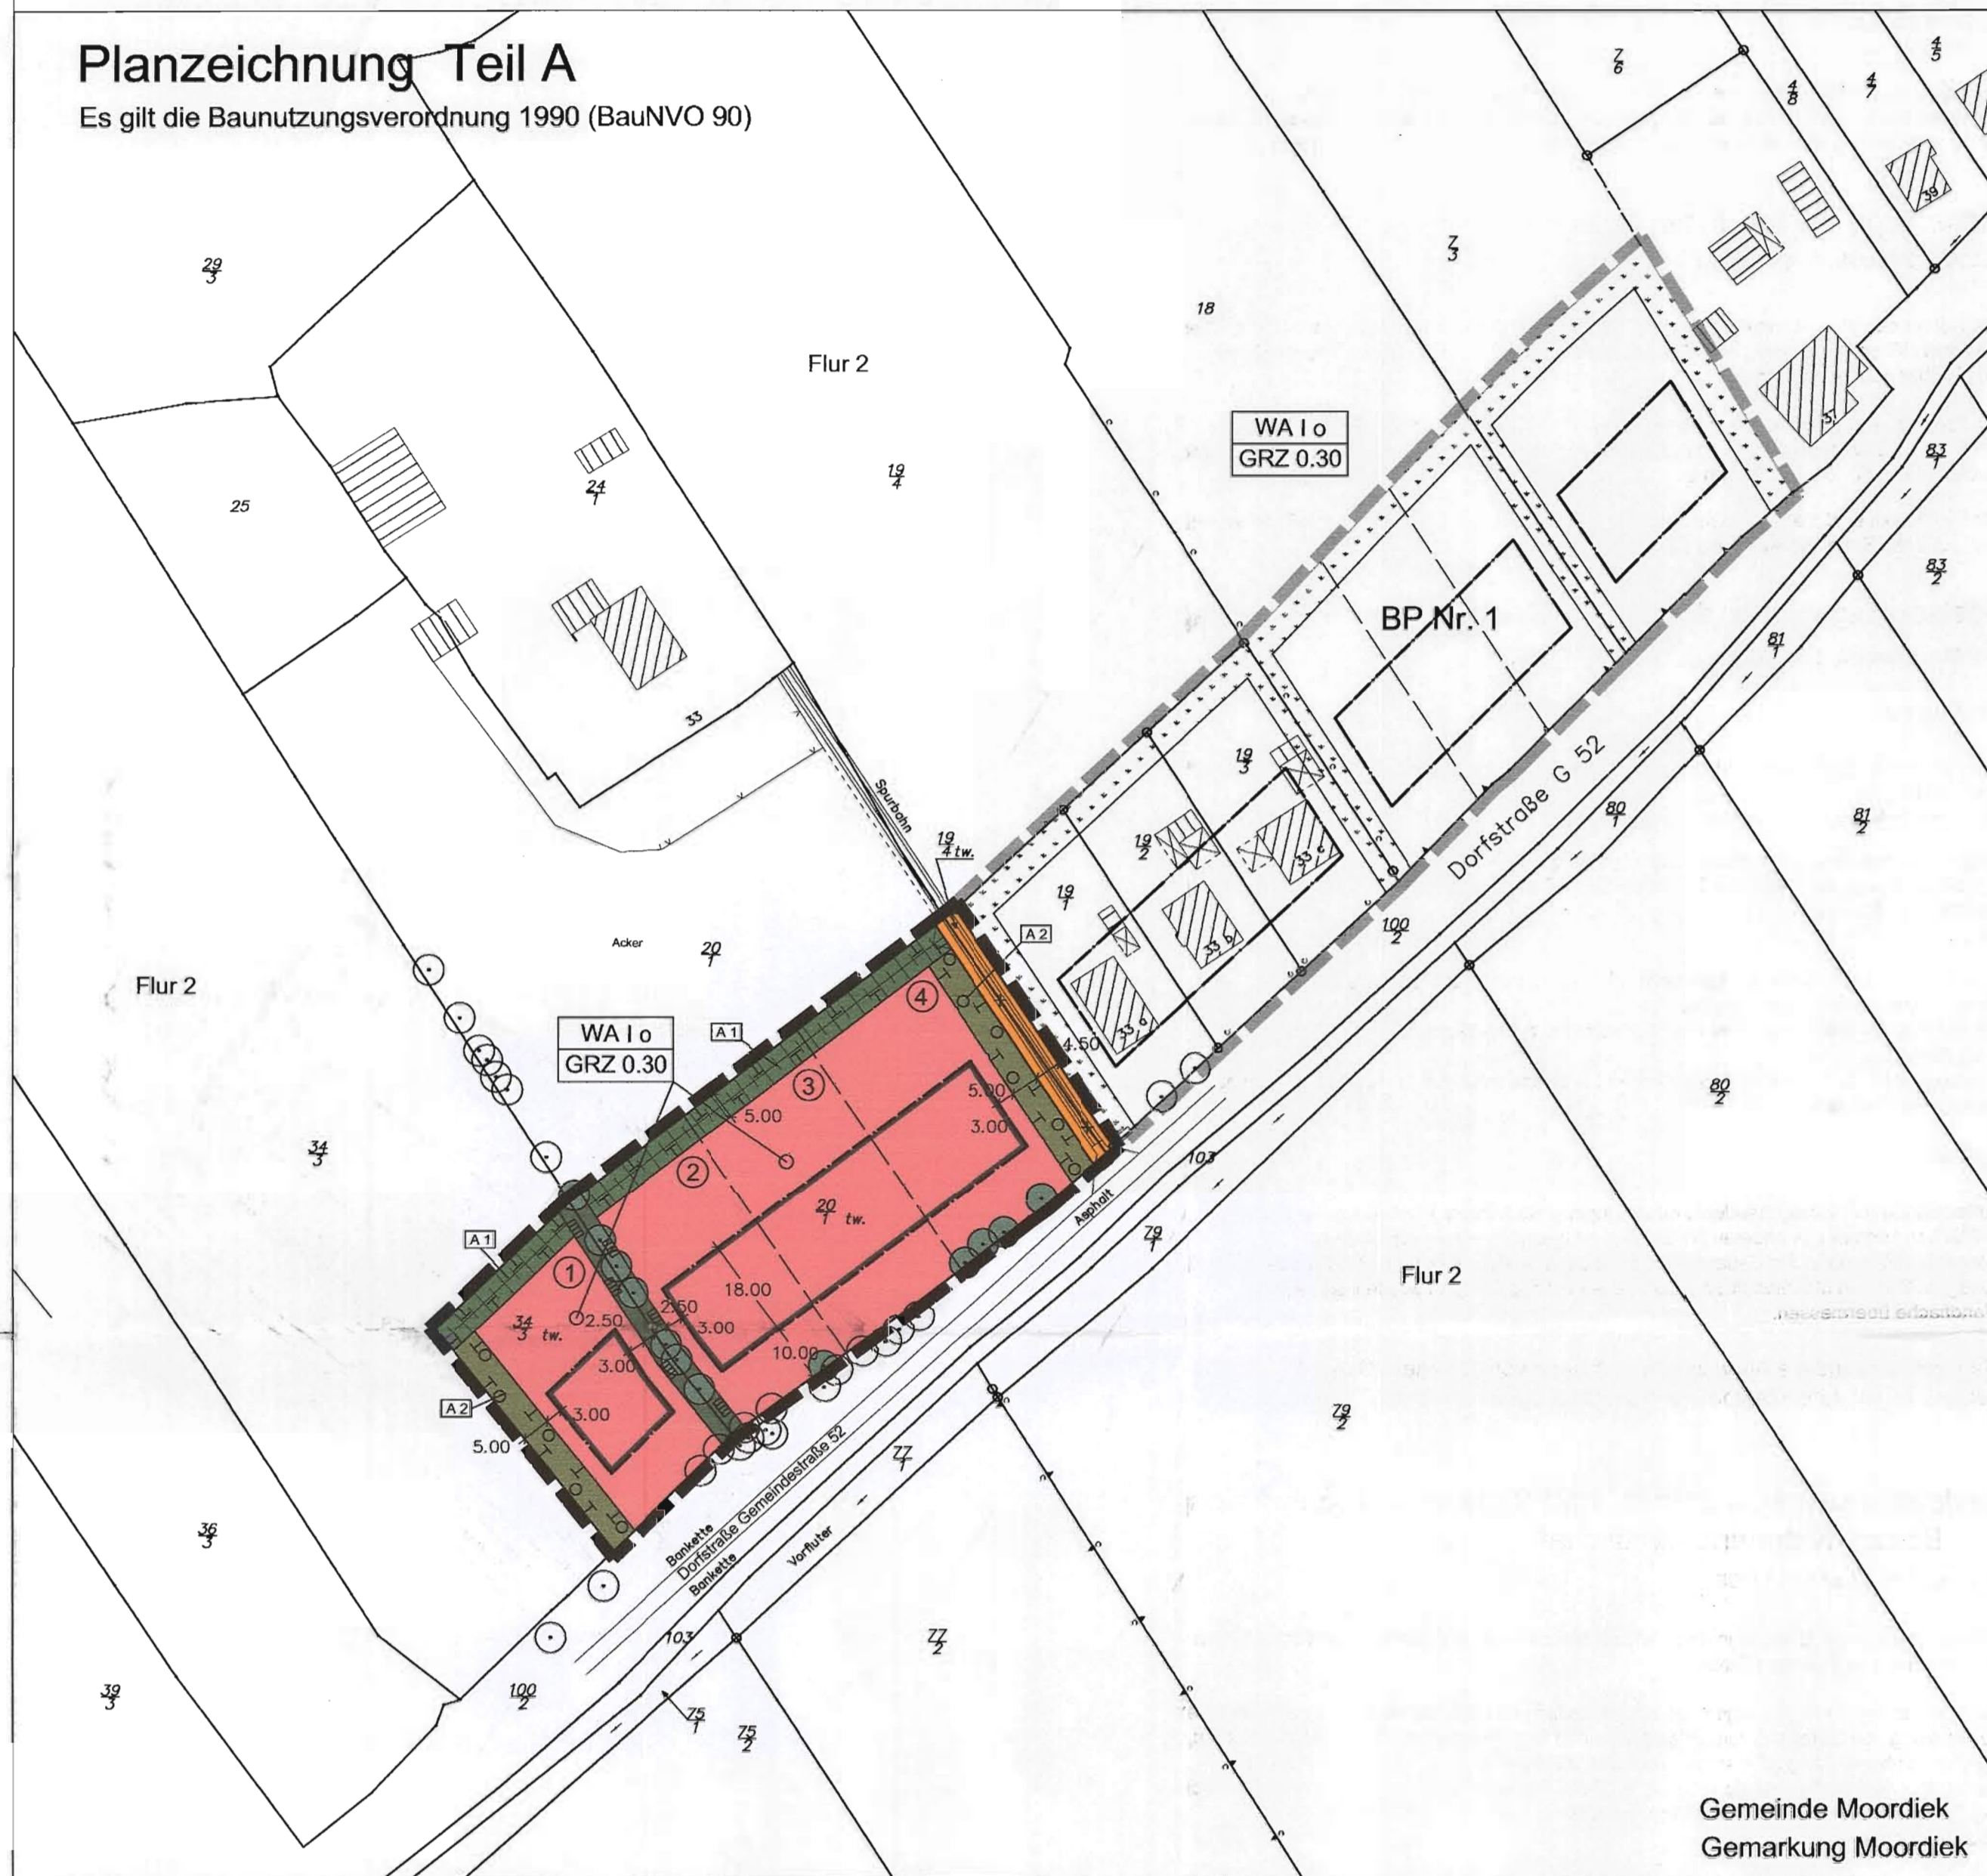 Planzeichnung Teil A
Es gilt die Baunutzungsverordnung 1990 (BauNVO 90)
7/6
4/8
4/7
4/5
39
29/3
7/3
18
Flur 2
WA I o
GRZ 0.30
37
83/1
25
24/1
19/4
83/2
BP Nr. 1
81/1
33
Spurbahn
19/3
Dorfstraße G 52
80/1
81/2
19/4 tw.
19/2
33 c
19/1
33 b
100/2
Acker
20/1
A 2
Flur 2
4
33 a
4.50
WA I o
GRZ 0.30
A 1
3
5.00
5.00
3.00
80/2
34/3
2
103
20/1 tw.
Asphalt
79/1
A 1
1
Flur 2
18.00
34/3 tw.
2.50
2.50
3.00
3.00
10.00
A 2
3.00
5.00
79/2
77/1
Bankette
Dorfstraße Gemeindestraße 52
Bankette
Vorfluter
36/3
103
77/2
39/3
100/2
75/1
75/2
Gemeinde Moordiek
Gemarkung Moordiek